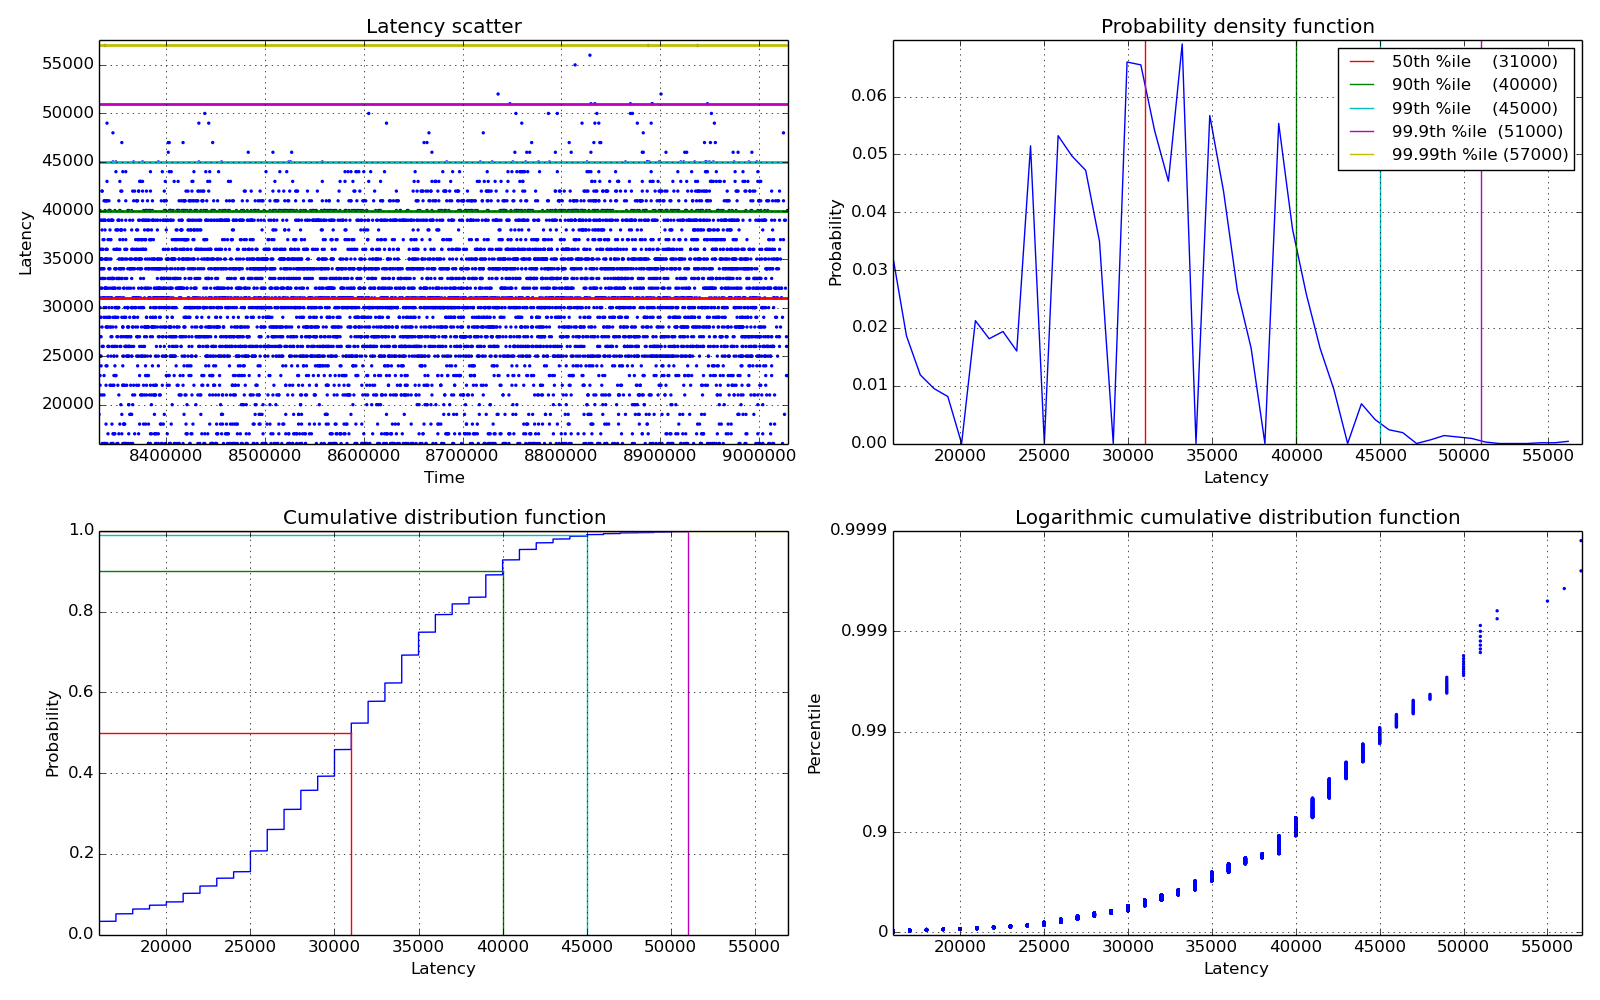 Latency scatter
55000
50000
45000
40000
35000
30000
25000
20000
Latency
8400000 8500000 8600000 8700000 8800000 8900000 9000000
Time
Probability density function
50th %ile (31000)
90th %ile (40000)
99th %ile (45000)
99.9th %ile (51000)
99.99th %ile (57000)
0.06
0.05
0.04
0.03
0.02
0.01
0.00
Probability
20000 25000 30000 35000 40000 45000 50000 55000
Latency
Cumulative distribution function
1.0
0.8
0.6
0.4
0.2
0.0
Probability
20000 25000 30000 35000 40000 45000 50000 55000
Latency
Logarithmic cumulative distribution function
0.9999
0.999
0.99
0.9
0
Percentile
20000 25000 30000 35000 40000 45000 50000 55000
Latency